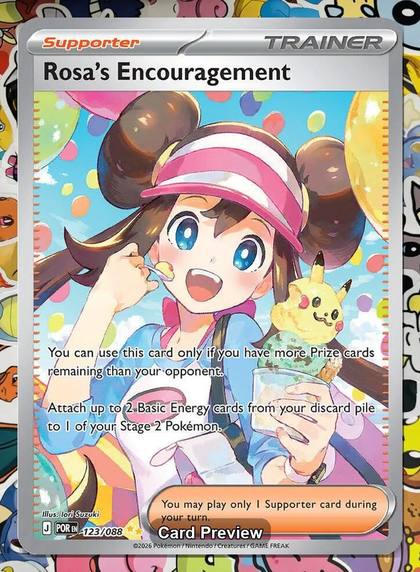 Supporter
TRAINER
Rosa's Encouragement
You can use this card only if you have more Prize cards
remaining than your opponent.
Attach up to 2 Basic Energy cards from your discard pile
to 1 of your Stage 2 Pokémon.
You may play only 1 Supporter card during
your turn.
Illus. Iori Suzuki
J POR EN 123/088
Card Preview
©2026 Pokémon / Nintendo / Creatures / GAME FREAK